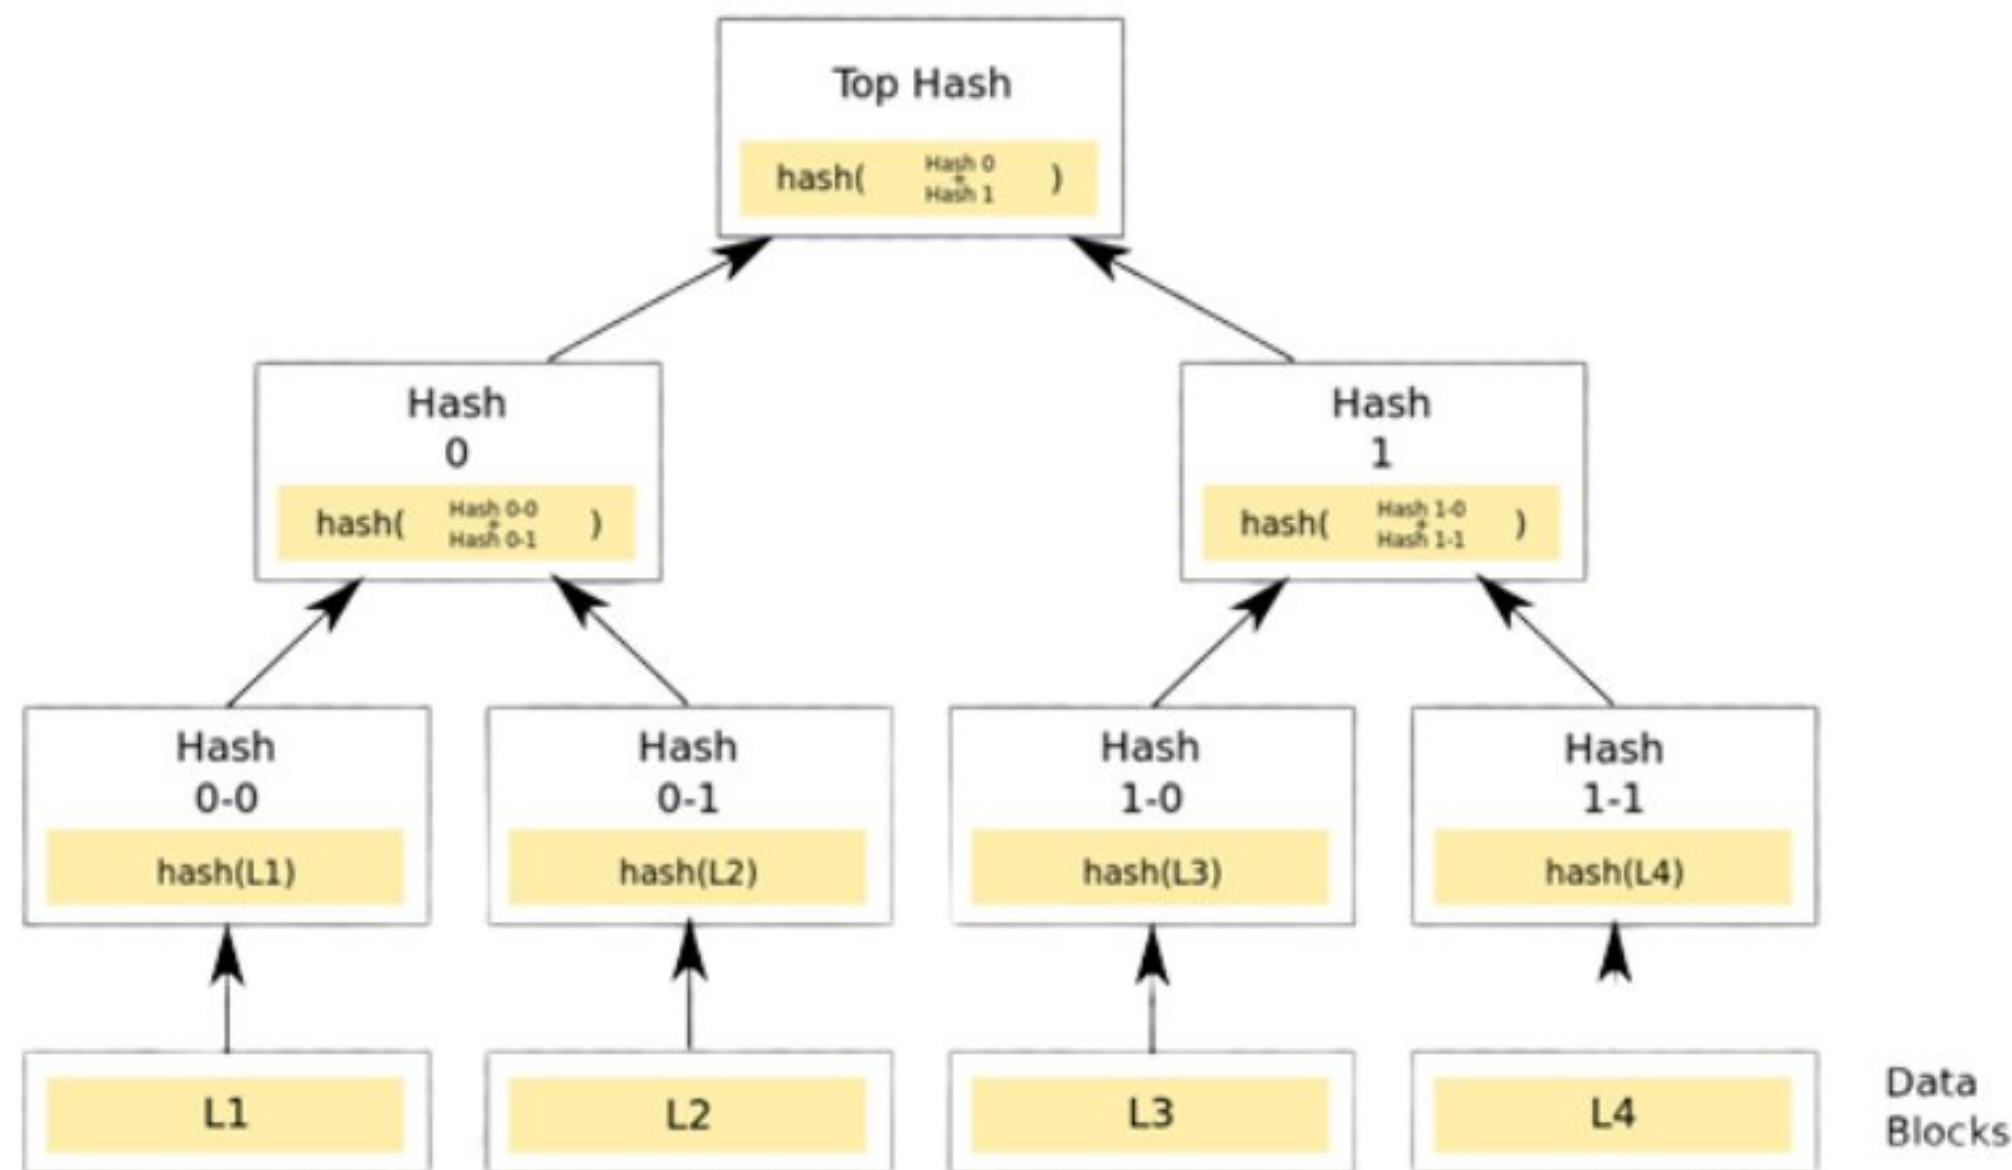 Top Hash
hash( Hash 0 + Hash 1 )
Hash
0
hash( Hash 0-0 + Hash 0-1 )
Hash
1
hash( Hash 1-0 + Hash 1-1 )
Hash
0-0
hash(L1)
Hash
0-1
hash(L2)
Hash
1-0
hash(L3)
Hash
1-1
hash(L4)
L1
L2
L3
L4
Data
Blocks